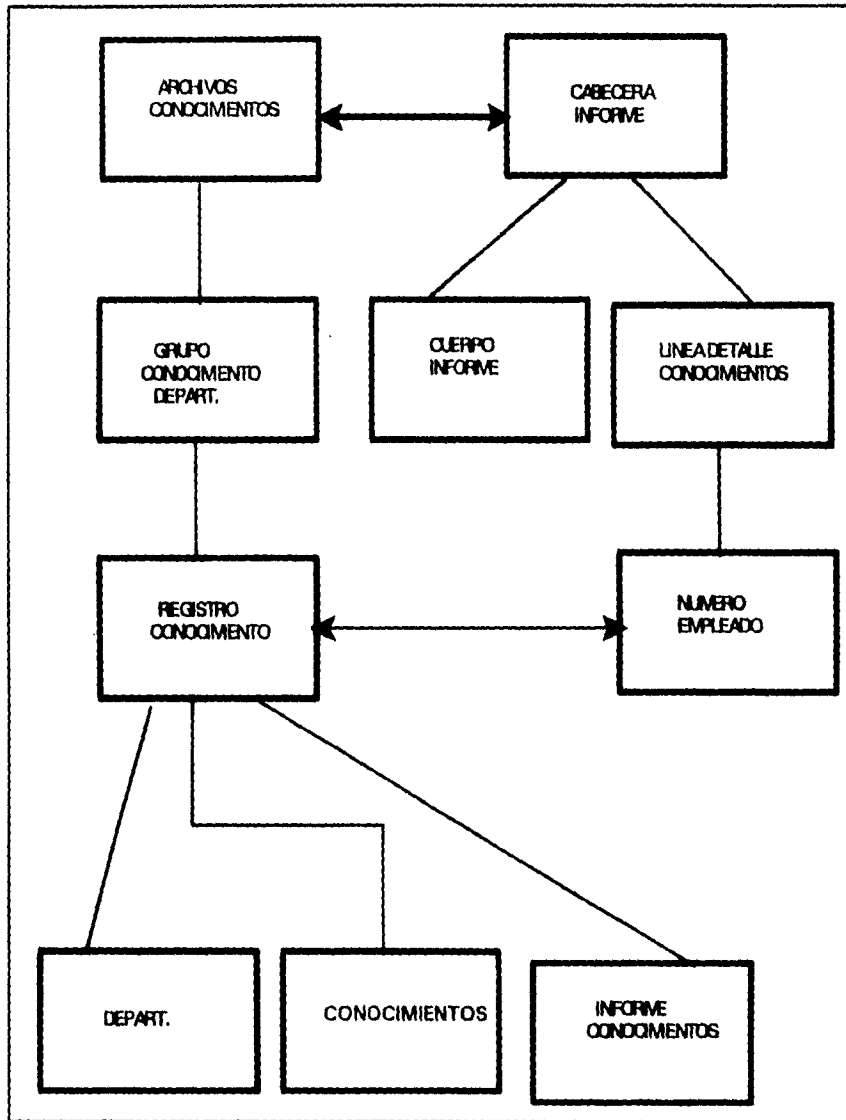 ARCHIVOS
CONOCIMENTOS
CABECERA
INFORME
GRUPO
CONOCIMENTO
DEPART.
CUERPO
INFORME
LINEA DETALLE
CONOCIMENTOS
REGISTRO
CONOCIMENTO
NUMERO
EMPLEADO
DEPART.
CONOCIMIENTOS
INFORME
CONOCIMENTOS